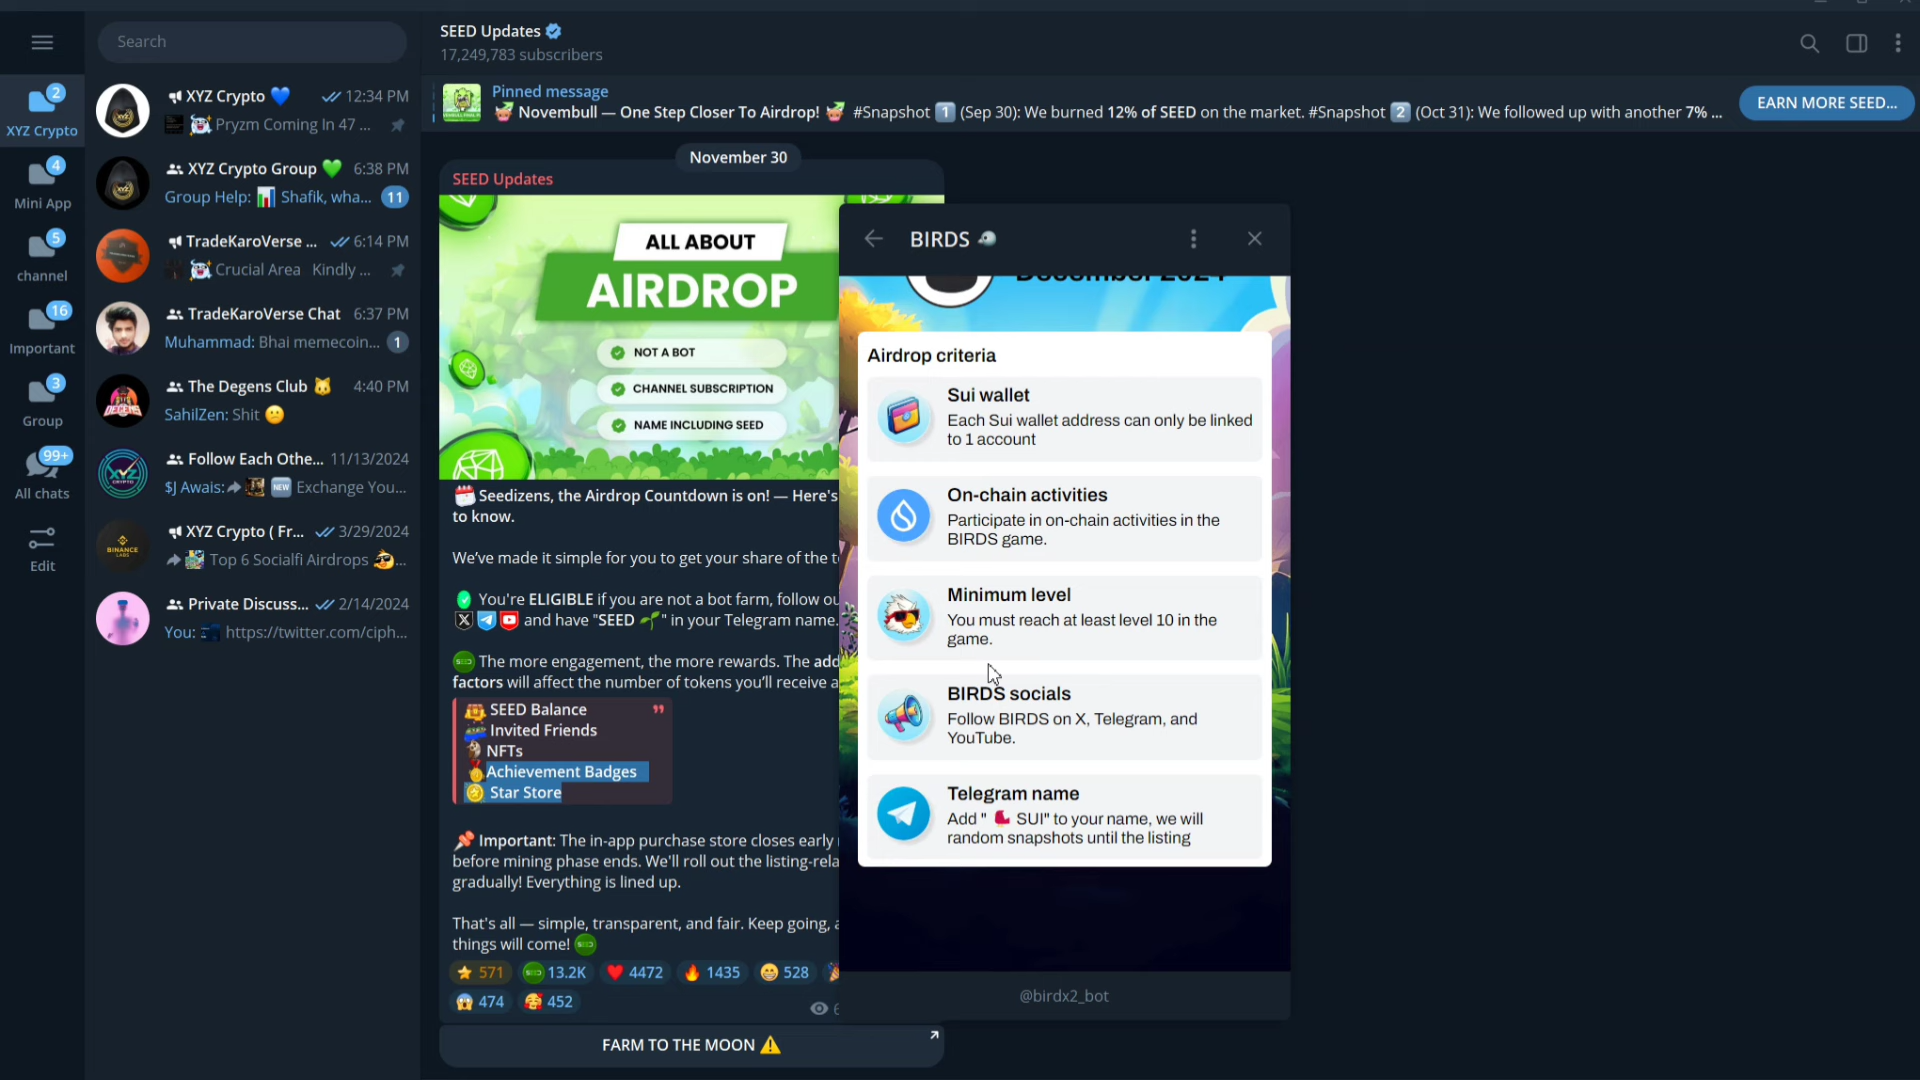 Search
XYZ Crypto 💙 12:34 PM
Pryzm Coming In 47 ...
XYZ Crypto Group 💚 6:38 PM
Group Help: 📊 Shafik, wha... 11
TradeKaroVerse ... 6:14 PM
Crucial Area Kindly ...
TradeKaroVerse Chat 6:37 PM
Muhammad: Bhai memecoin... 1
The Degens Club 🐱 4:40 PM
SahilZen: Shit 😕
Follow Each Othe... 11/13/2024
$J Awais: NEW Exchange You...
XYZ Crypto ( Fr... 3/29/2024
Top 6 Socialfi Airdrops ...
Private Discuss... 2/14/2024
You: https://twitter.com/ciph...
2
XYZ Crypto
4
Mini App
5
channel
16
Important
3
Group
99+
All chats
Edit
XYZ
DEGENS
XYZ
CRYPTO
BINANCE
LABS
SEED Updates
17,249,783 subscribers
Pinned message
Novembull — One Step Closer To Airdrop! #Snapshot 1️⃣ (Sep 30): We burned 12% of SEED on the market. #Snapshot 2️⃣ (Oct 31): We followed up with another 7% ...
EARN MORE SEED...
November 30
SEED Updates
ALL ABOUT
AIRDROP
NOT A BOT
CHANNEL SUBSCRIPTION
NAME INCLUDING SEED
Seedizens, the Airdrop Countdown is on! — Here's
to know.
We've made it simple for you to get your share of the
You're ELIGIBLE if you are not a bot farm, follow
and have "SEED 🌱" in your Telegram name.
The more engagement, the more rewards. The
factors will affect the number of tokens you'll receive
SEED Balance
Invited Friends
NFTs
Achievement Badges
Star Store
📌 Important: The in-app purchase store closes early
before mining phase ends. We'll roll out the
gradually! Everything is lined up.
That's all — simple, transparent, and fair. Keep going,
things will come!
⭐ 571 13.2K ❤️ 4472 🔥 1435 😁 528
😱 474 🥰 452
FARM TO THE MOON ⚠️
BIRDS
December 2024
Airdrop criteria
Sui wallet
Each Sui wallet address can only be linked
to 1 account
On-chain activities
Participate in on-chain activities in the
BIRDS game.
Minimum level
You must reach at least level 10 in the
game.
BIRDS socials
Follow BIRDS on X, Telegram, and
YouTube.
Telegram name
Add " SUI" to your name, we will
random snapshots until the listing
@birdx2_bot